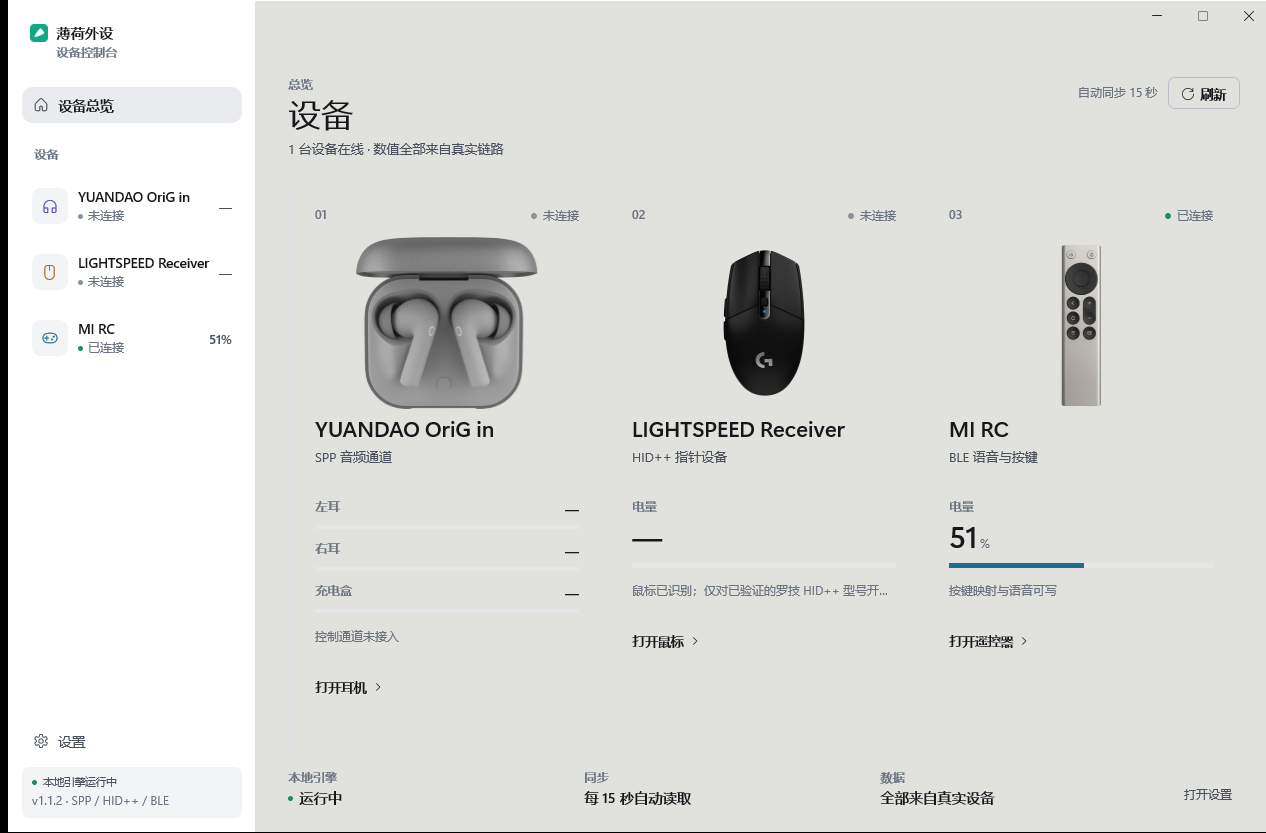 薄荷外设
设备控制台
设备总览
设备
YUANDAO OriG in
未连接
—
LIGHTSPEED Receiver
未连接
—
MI RC
已连接
51%
设置
本地引擎运行中
v1.1.2 · SPP / HID++ / BLE
总览
设备
1 台设备在线 · 数值全部来自真实链路
自动同步 15 秒
刷新
01
未连接
YUANDAO OriG in
SPP 音频通道
左耳 —
右耳 —
充电盒 —
控制通道未接入
打开耳机
02
未连接
LIGHTSPEED Receiver
HID++ 指针设备
电量
—
鼠标已识别；仅对已验证的罗技 HID++ 型号开...
打开鼠标
03
已连接
MI RC
BLE 语音与按键
电量
51%
按键映射与语音可写
打开遥控器
本地引擎
运行中
同步
每 15 秒自动读取
数据
全部来自真实设备
打开设置